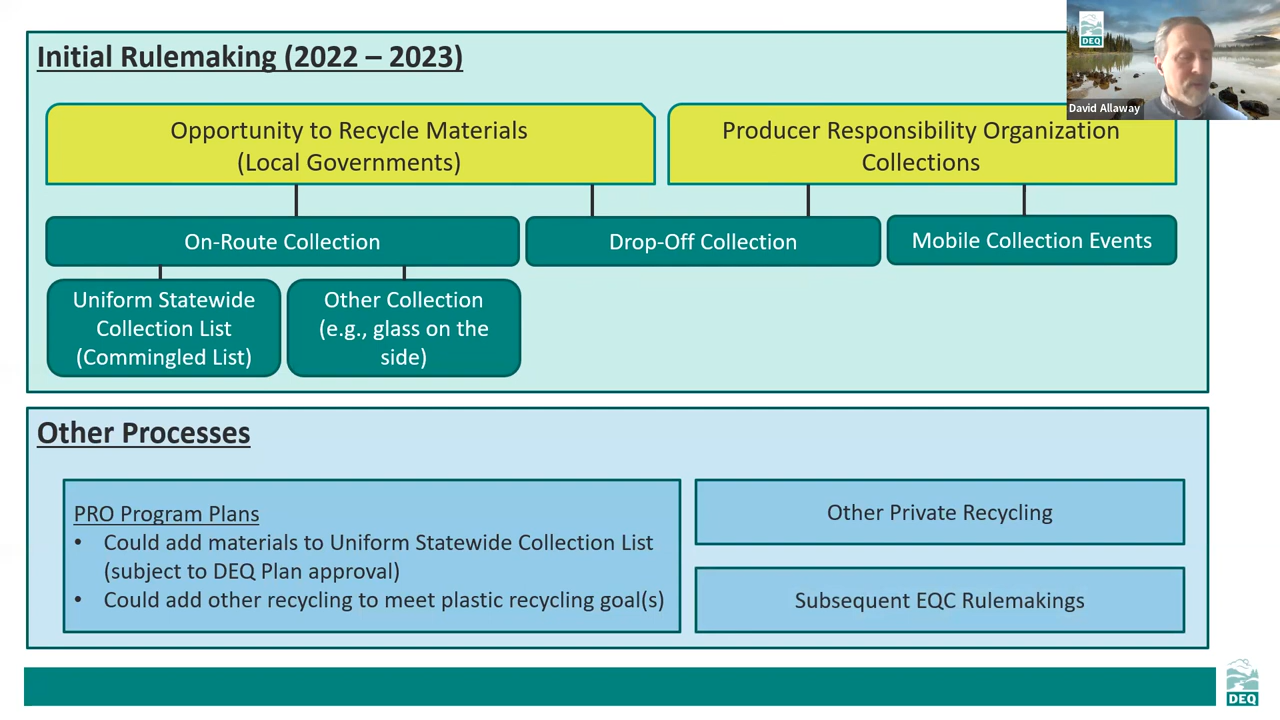 Initial Rulemaking (2022 – 2023)
DEQ
David Allaway
Opportunity to Recycle Materials
(Local Governments)
Producer Responsibility Organization
Collections
On-Route Collection
Drop-Off Collection
Mobile Collection Events
Uniform Statewide
Collection List
(Commingled List)
Other Collection
(e.g., glass on the
side)
Other Processes
PRO Program Plans
• Could add materials to Uniform Statewide Collection List
(subject to DEQ Plan approval)
• Could add other recycling to meet plastic recycling goal(s)
Other Private Recycling
Subsequent EQC Rulemakings
DEQ